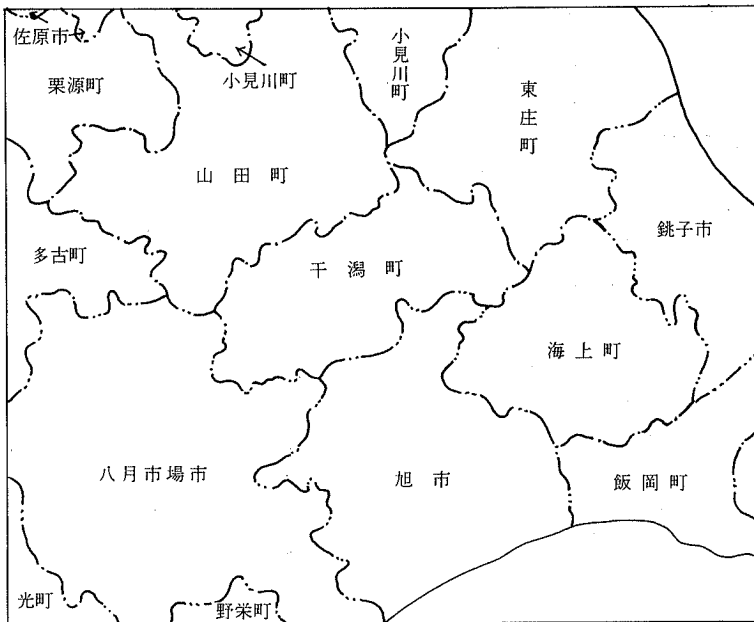 佐原市
栗源町
小見川町
小見川町
東庄町
山田町
銚子市
多古町
干潟町
海上町
八月市場市
旭市
飯岡町
光町
野栄町